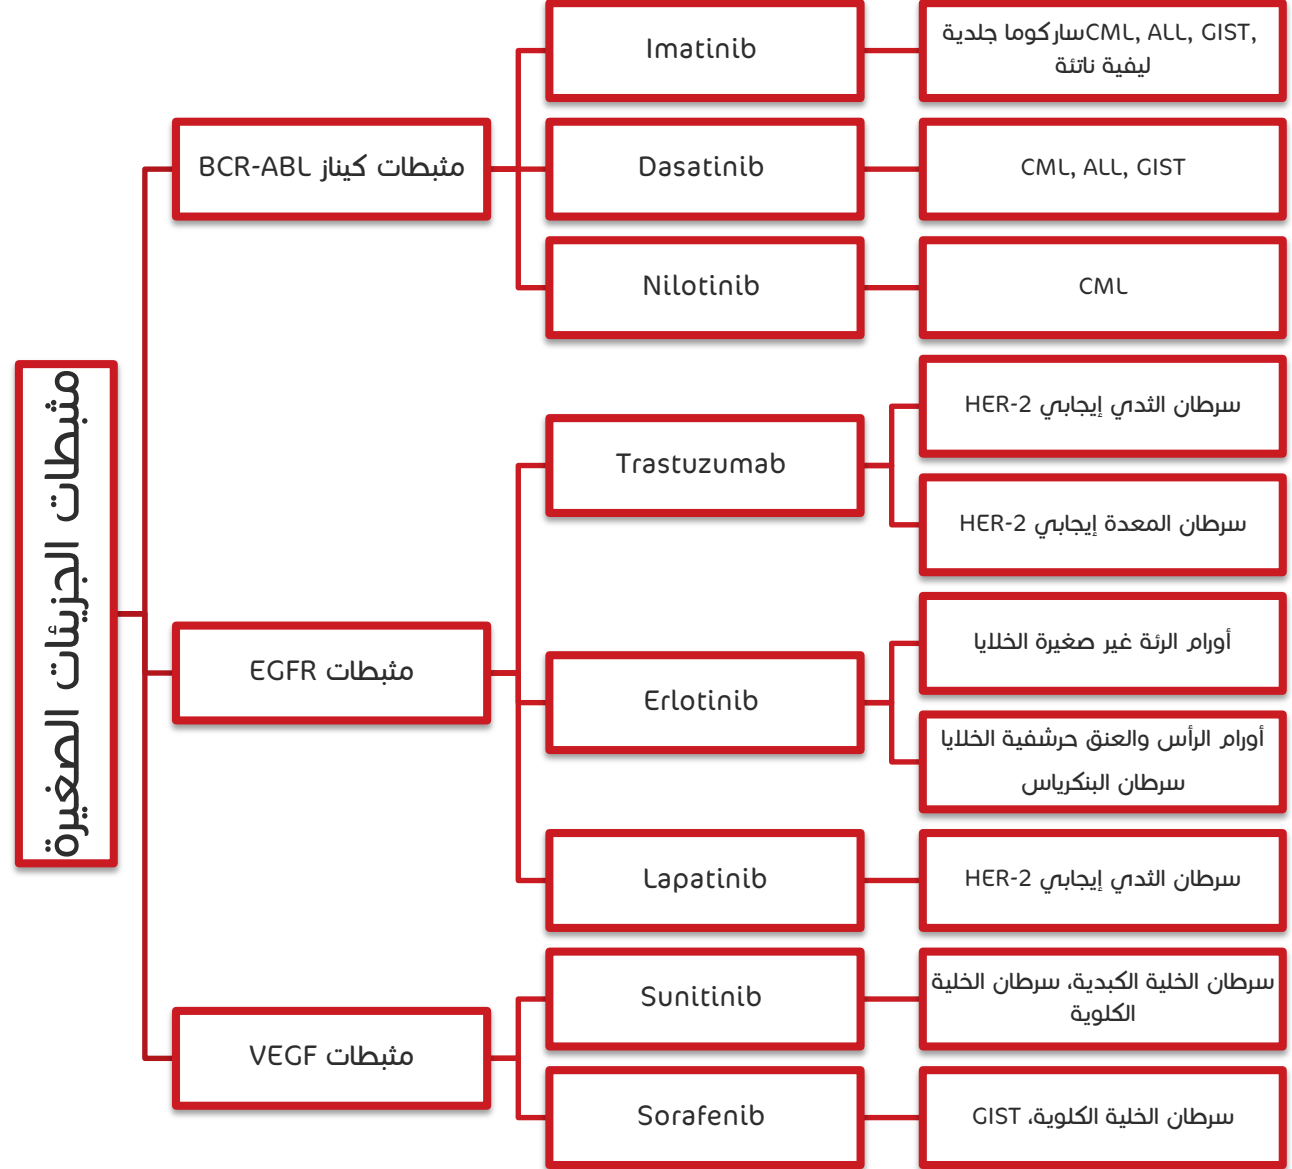 مثبطات الجزيئات الصغيرة
مثبطات كيناز BCR-ABL
Imatinib
CML, ALL, GIST, ساركوما جلدية
ليفية ناتئة
Dasatinib
CML, ALL, GIST
Nilotinib
CML
مثبطات EGFR
Trastuzumab
سرطان الثدي إيجابي HER-2
سرطان المعدة إيجابي HER-2
Erlotinib
أورام الرئة غير صغيرة الخلايا
أورام الرأس والعنق حرشفية الخلايا
سرطان البنكرياس
Lapatinib
سرطان الثدي إيجابي HER-2
مثبطات VEGF
Sunitinib
سرطان الخلية الكبدية، سرطان الخلية
الكلوية
Sorafenib
سرطان الخلية الكلوية، GIST